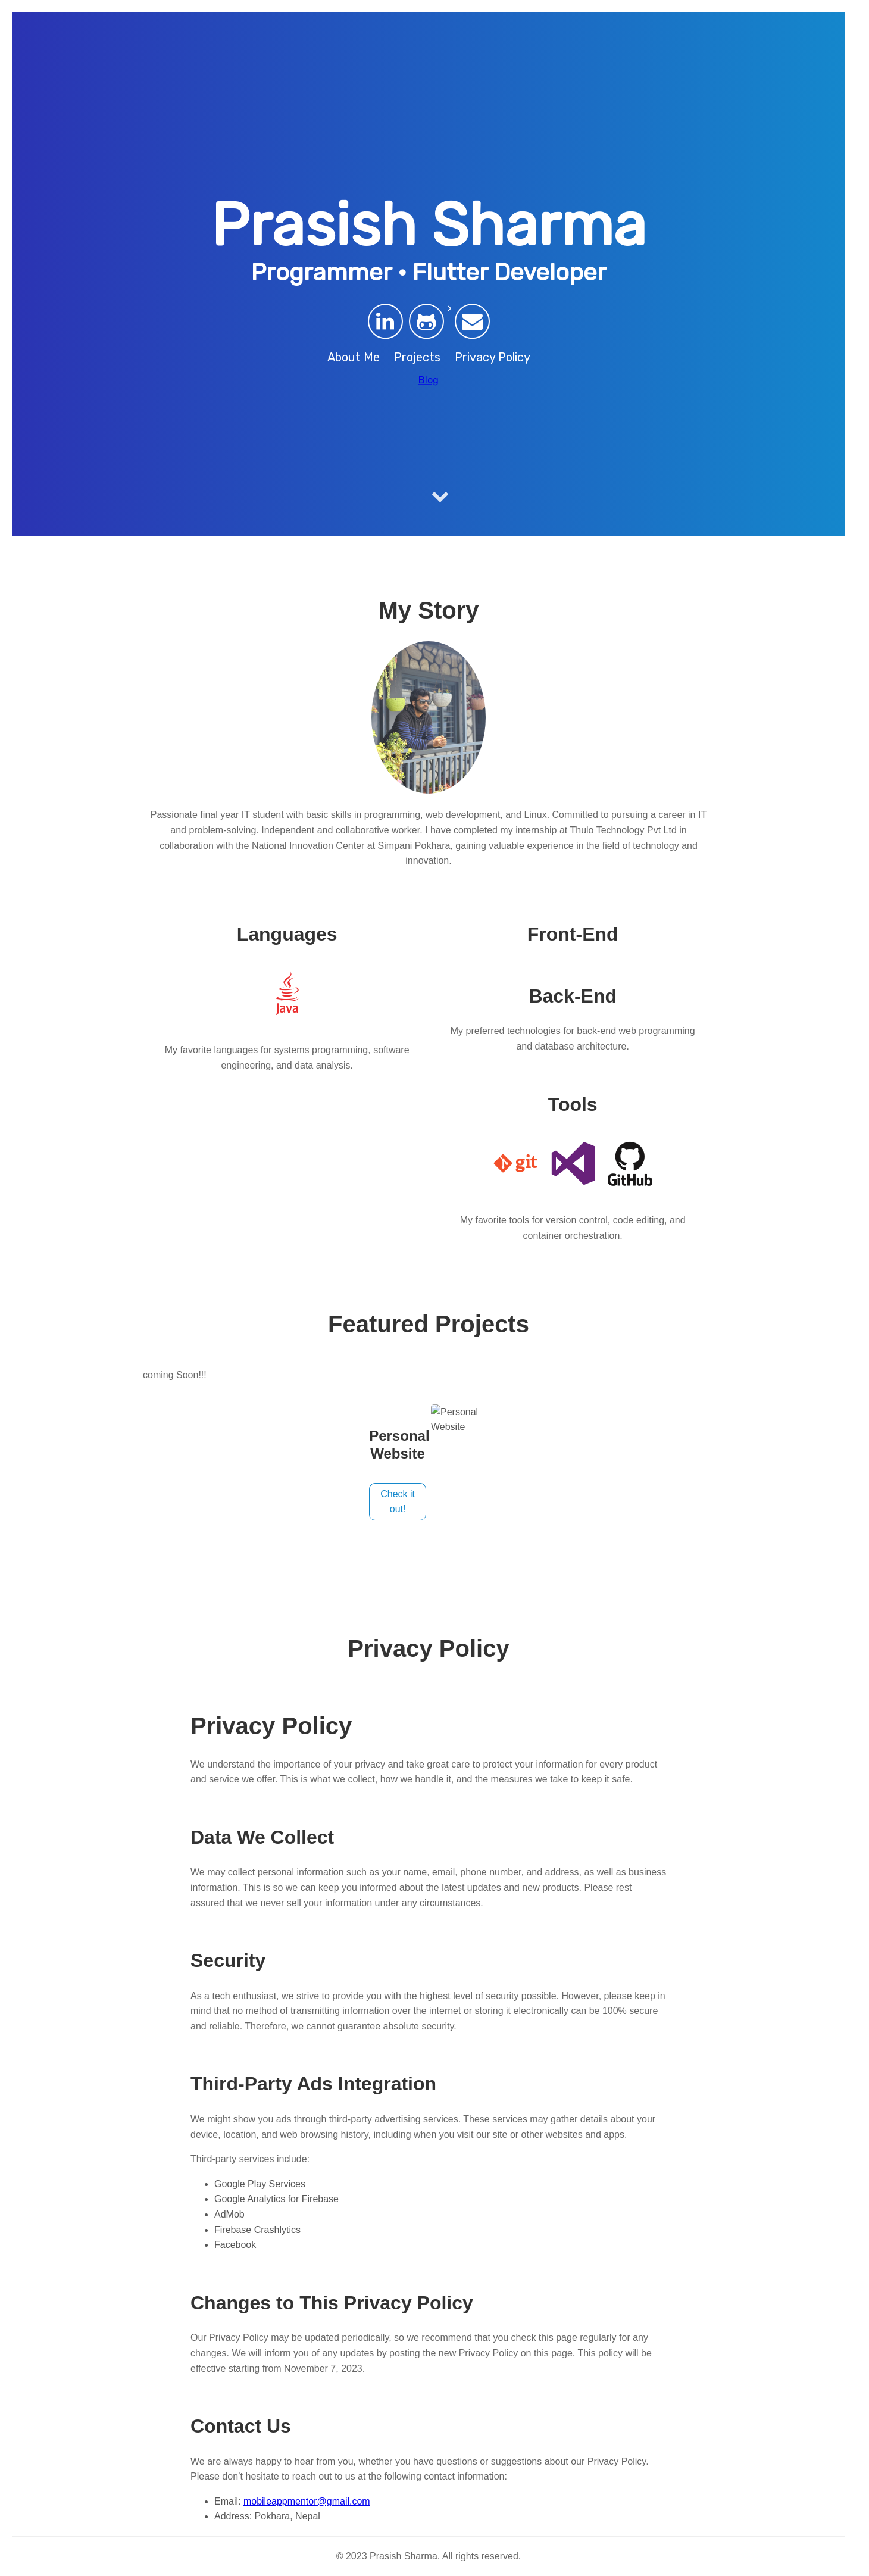 Prasish Sharma
Programmer • Flutter Developer
in
>
About Me Projects Privacy Policy
Blog
My Story
Passionate final year IT student with basic skills in programming, web development, and Linux. Committed to pursuing a career in IT
and problem-solving. Independent and collaborative worker. I have completed my internship at Thulo Technology Pvt Ltd in
collaboration with the National Innovation Center at Simpani Pokhara, gaining valuable experience in the field of technology and
innovation.
Languages
Java
My favorite languages for systems programming, software
engineering, and data analysis.
Front-End
Back-End
My preferred technologies for back-end web programming
and database architecture.
Tools
git
GitHub
My favorite tools for version control, code editing, and
container orchestration.
Featured Projects
coming Soon!!!
Personal
Website
Check it
out!
Personal
Website
Privacy Policy
Privacy Policy
We understand the importance of your privacy and take great care to protect your information for every product
and service we offer. This is what we collect, how we handle it, and the measures we take to keep it safe.
Data We Collect
We may collect personal information such as your name, email, phone number, and address, as well as business
information. This is so we can keep you informed about the latest updates and new products. Please rest
assured that we never sell your information under any circumstances.
Security
As a tech enthusiast, we strive to provide you with the highest level of security possible. However, please keep in
mind that no method of transmitting information over the internet or storing it electronically can be 100% secure
and reliable. Therefore, we cannot guarantee absolute security.
Third-Party Ads Integration
We might show you ads through third-party advertising services. These services may gather details about your
device, location, and web browsing history, including when you visit our site or other websites and apps.
Third-party services include:
• Google Play Services
• Google Analytics for Firebase
• AdMob
• Firebase Crashlytics
• Facebook
Changes to This Privacy Policy
Our Privacy Policy may be updated periodically, so we recommend that you check this page regularly for any
changes. We will inform you of any updates by posting the new Privacy Policy on this page. This policy will be
effective starting from November 7, 2023.
Contact Us
We are always happy to hear from you, whether you have questions or suggestions about our Privacy Policy.
Please don't hesitate to reach out to us at the following contact information:
• Email: mobileappmentor@gmail.com
• Address: Pokhara, Nepal
© 2023 Prasish Sharma. All rights reserved.